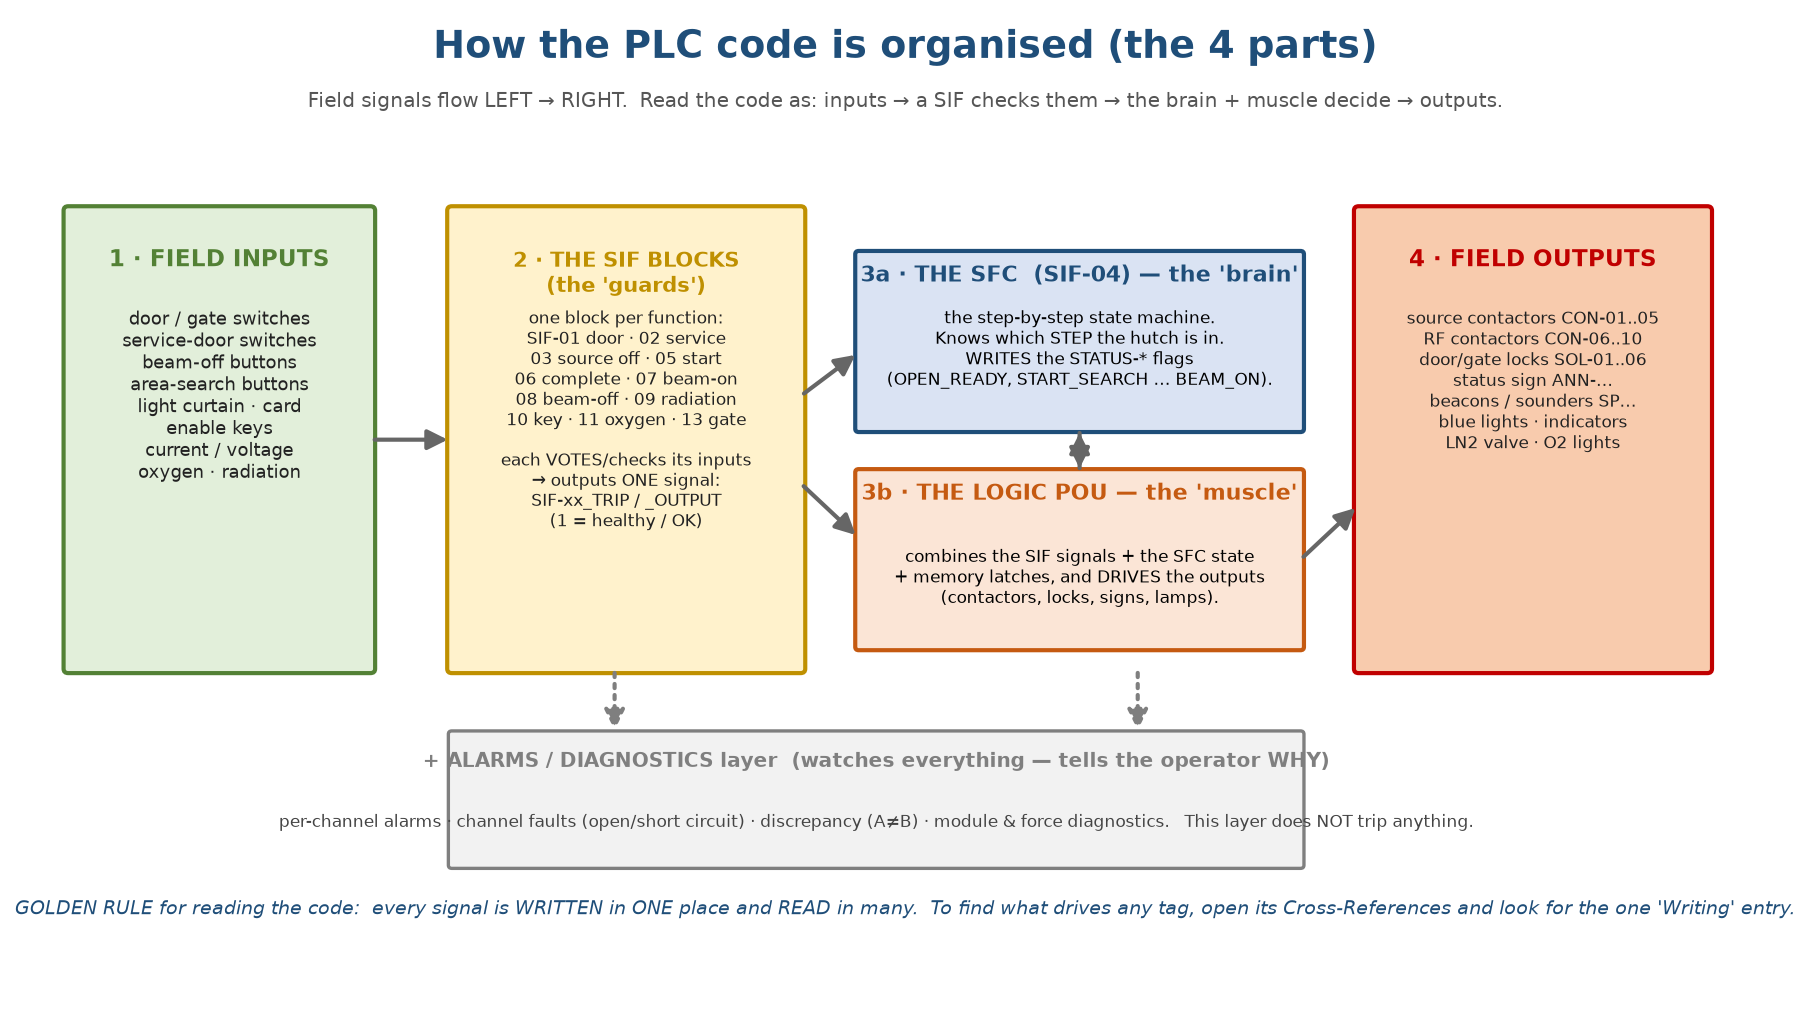 How the PLC code is organised (the 4 parts)
Field signals flow LEFT → RIGHT.  Read the code as: inputs → a SIF checks them → the brain + muscle decide → outputs.
1 · FIELD INPUTS
door / gate switches
service-door switches
beam-off buttons
area-search buttons
light curtain · card
enable keys
current / voltage
oxygen · radiation
2 · THE SIF BLOCKS
(the 'guards')
one block per function:
SIF-01 door · 02 service
03 source off · 05 start
06 complete · 07 beam-on
08 beam-off · 09 radiation
10 key · 11 oxygen · 13 gate
each VOTES/checks its inputs
→ outputs ONE signal:
SIF-xx_TRIP / _OUTPUT
(1 = healthy / OK)
3a · THE SFC  (SIF-04) — the 'brain'
the step-by-step state machine.
Knows which STEP the hutch is in.
WRITES the STATUS-* flags
(OPEN_READY, START_SEARCH … BEAM_ON).
3b · THE LOGIC POU — the 'muscle'
combines the SIF signals + the SFC state
+ memory latches, and DRIVES the outputs
(contactors, locks, signs, lamps).
4 · FIELD OUTPUTS
source contactors CON-01..05
RF contactors CON-06..10
door/gate locks SOL-01..06
status sign ANN-…
beacons / sounders SP…
blue lights · indicators
LN2 valve · O2 lights
+ ALARMS / DIAGNOSTICS layer  (watches everything — tells the operator WHY)
per-channel alarms · channel faults (open/short circuit) · discrepancy (A≠B) · module & force diagnostics.   This layer does NOT trip anything.
GOLDEN RULE for reading the code:  every signal is WRITTEN in ONE place and READ in many.  To find what drives any tag, open its Cross-References and look for the one 'Writing' entry.